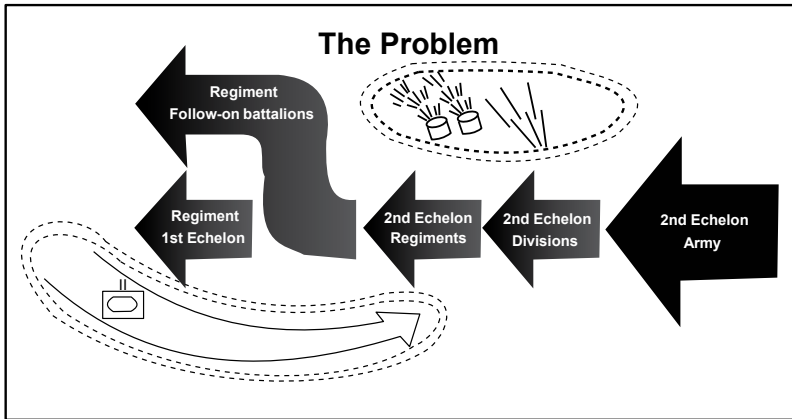 The Problem
Regiment
Follow-on battalions
Regiment
1st Echelon
2nd Echelon
Regiments
2nd Echelon
Divisions
2nd Echelon
Army